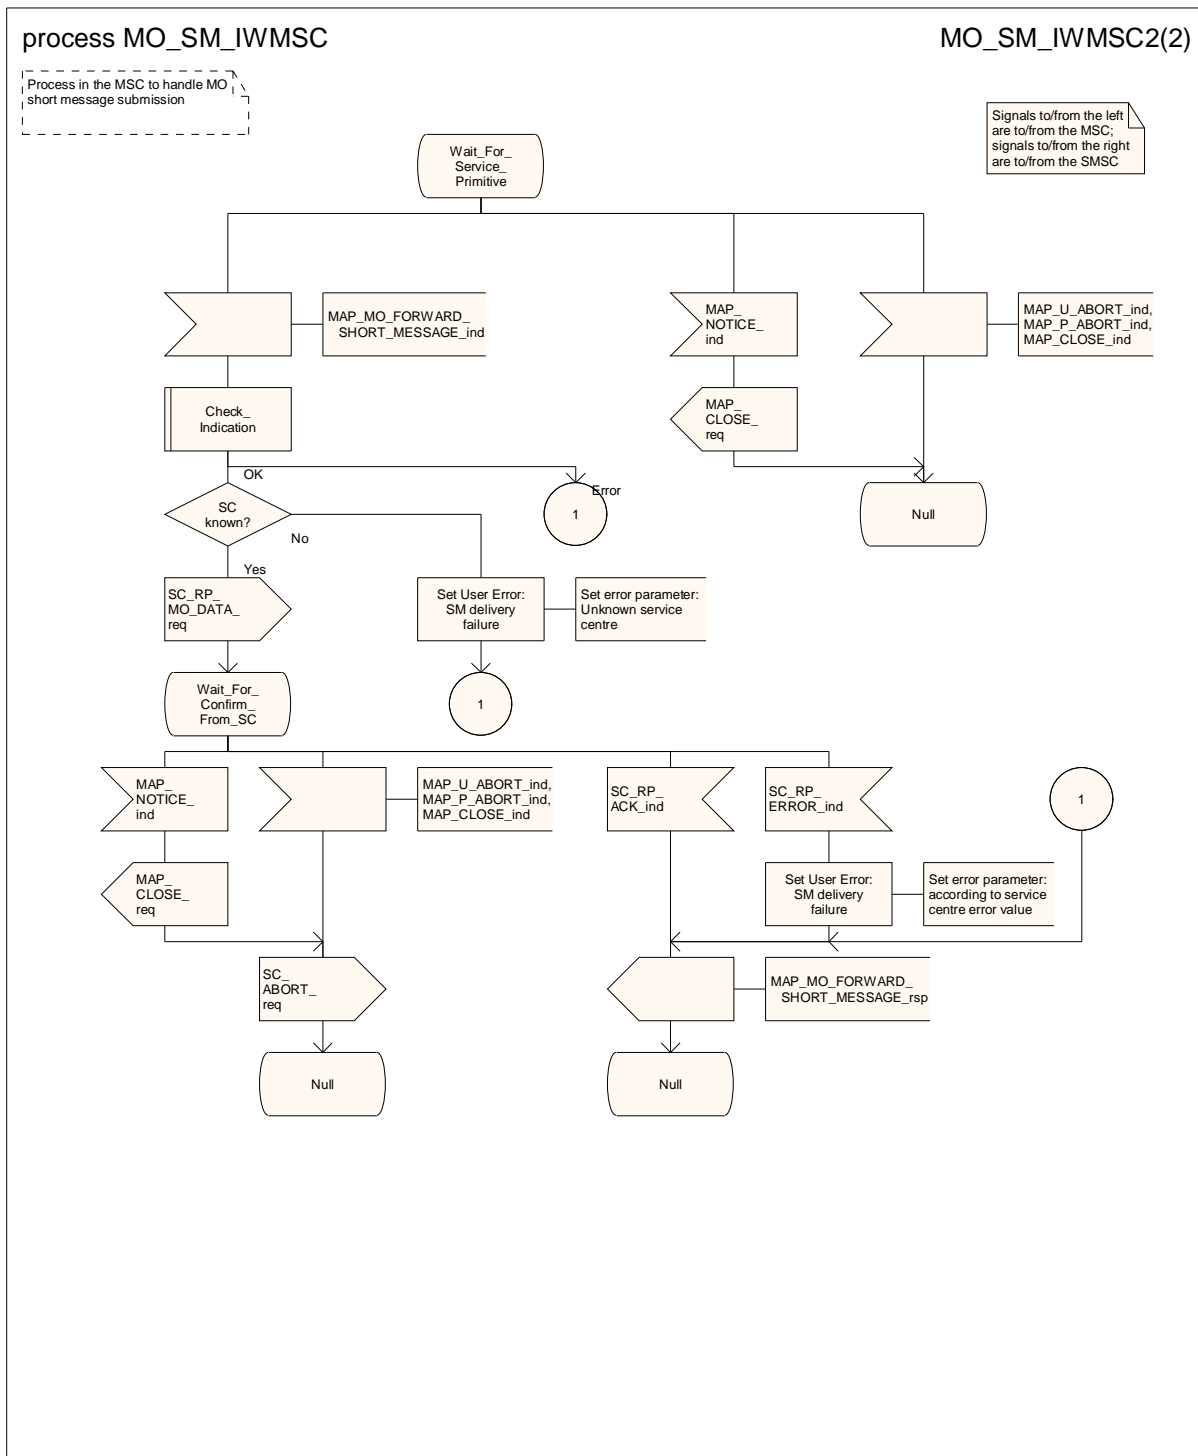 process MO_SM_IWMSC
MO_SM_IWMSC2(2)
Process in the MSC to handle MO
short message submission
Signals to/from the left
are to/from the MSC;
signals to/from the right
are to/from the SMSC
Wait_For_
Service_
Primitive
MAP_MO_FORWARD_
SHORT_MESSAGE_ind
MAP_
NOTICE_
ind
MAP_U_ABORT_ind,
MAP_P_ABORT_ind,
MAP_CLOSE_ind
Check_
Indication
MAP_
CLOSE_
req
OK
Error
SC
known?
1
Null
No
Yes
SC_RP_
MO_DATA_
req
Set User Error:
SM delivery
failure
Set error parameter:
Unknown service
centre
Wait_For_
Confirm_
From_SC
1
MAP_
NOTICE_
ind
MAP_U_ABORT_ind,
MAP_P_ABORT_ind,
MAP_CLOSE_ind
SC_RP_
ACK_ind
SC_RP_
ERROR_ind
1
MAP_
CLOSE_
req
Set User Error:
SM delivery
failure
Set error parameter:
according to service
centre error value
SC_
ABORT_
req
MAP_MO_FORWARD_
SHORT_MESSAGE_rsp
Null
Null